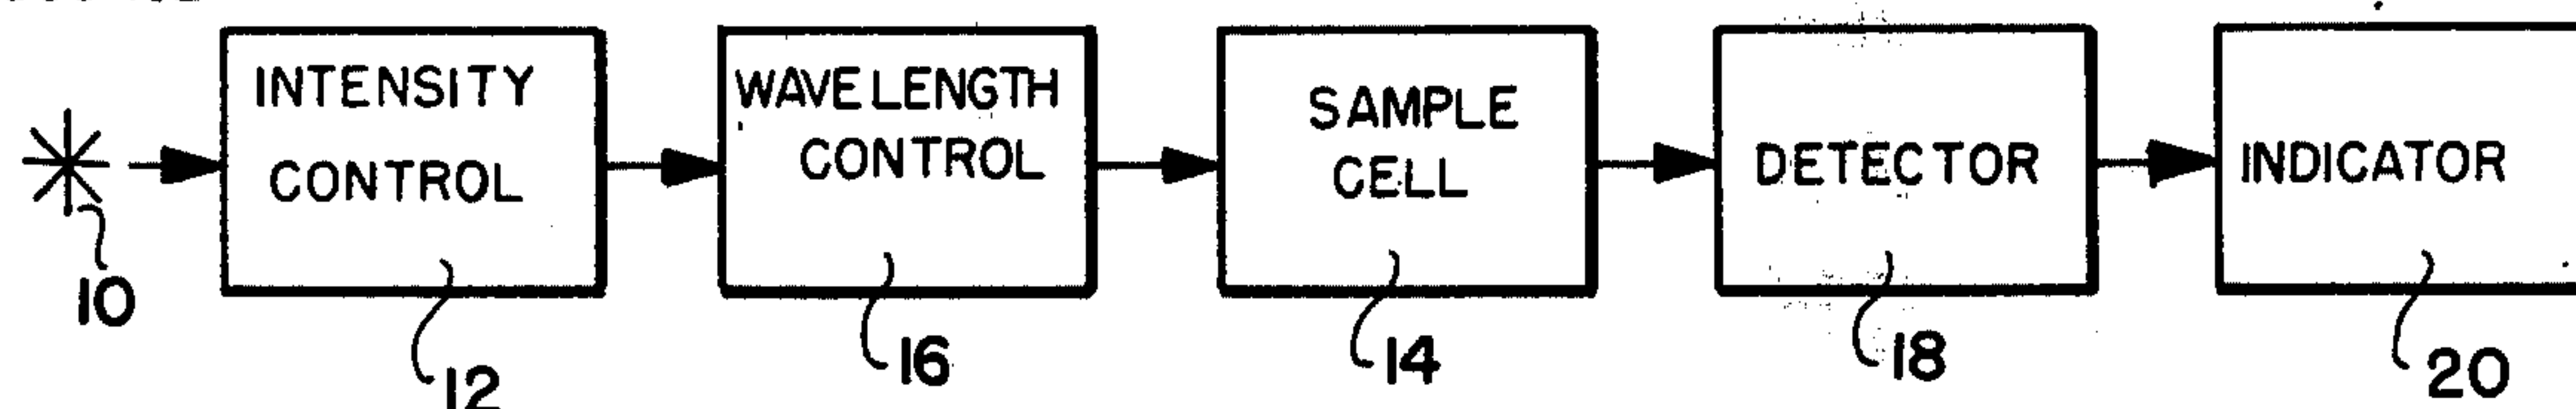 INTENSITY
CONTROL
WAVELENGTH
CONTROL
SAMPLE
CELL
DETECTOR
INDICATOR
10
12
16
14
18
20